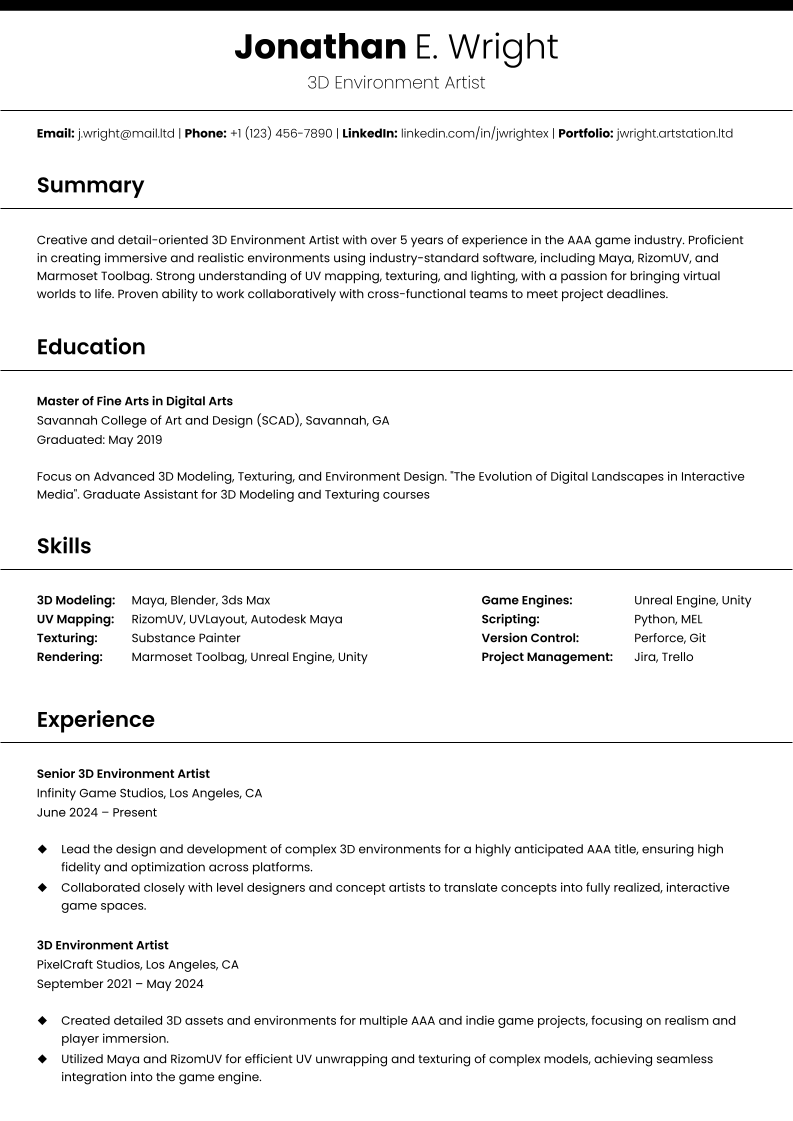 Jonathan E. Wright
3D Environment Artist
Email: j.wright@mail.ltd | Phone: +1 (123) 456-7890 | LinkedIn: linkedin.com/in/jwrightex | Portfolio: jwright.artstation.ltd
Summary
Creative and detail-oriented 3D Environment Artist with over 5 years of experience in the AAA game industry. Proficient
in creating immersive and realistic environments using industry-standard software, including Maya, RizomUV, and
Marmoset Toolbag. Strong understanding of UV mapping, texturing, and lighting, with a passion for bringing virtual
worlds to life. Proven ability to work collaboratively with cross-functional teams to meet project deadlines.
Education
Master of Fine Arts in Digital Arts
Savannah College of Art and Design (SCAD), Savannah, GA
Graduated: May 2019
Focus on Advanced 3D Modeling, Texturing, and Environment Design. "The Evolution of Digital Landscapes in Interactive
Media". Graduate Assistant for 3D Modeling and Texturing courses
Skills
3D Modeling: Maya, Blender, 3ds Max
UV Mapping: RizomUV, UVLayout, Autodesk Maya
Texturing: Substance Painter
Rendering: Marmoset Toolbag, Unreal Engine, Unity
Game Engines: Unreal Engine, Unity
Scripting: Python, MEL
Version Control: Perforce, Git
Project Management: Jira, Trello
Experience
Senior 3D Environment Artist
Infinity Game Studios, Los Angeles, CA
June 2024 – Present
◆ Lead the design and development of complex 3D environments for a highly anticipated AAA title, ensuring high
fidelity and optimization across platforms.
◆ Collaborated closely with level designers and concept artists to translate concepts into fully realized, interactive
game spaces.
3D Environment Artist
PixelCraft Studios, Los Angeles, CA
September 2021 – May 2024
◆ Created detailed 3D assets and environments for multiple AAA and indie game projects, focusing on realism and
player immersion.
◆ Utilized Maya and RizomUV for efficient UV unwrapping and texturing of complex models, achieving seamless
integration into the game engine.